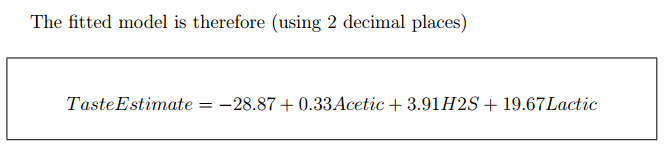 The fitted model is therefore (using 2 decimal places)
TasteEstimate = −28.87 + 0.33Acetic + 3.91H2S + 19.67Lactic